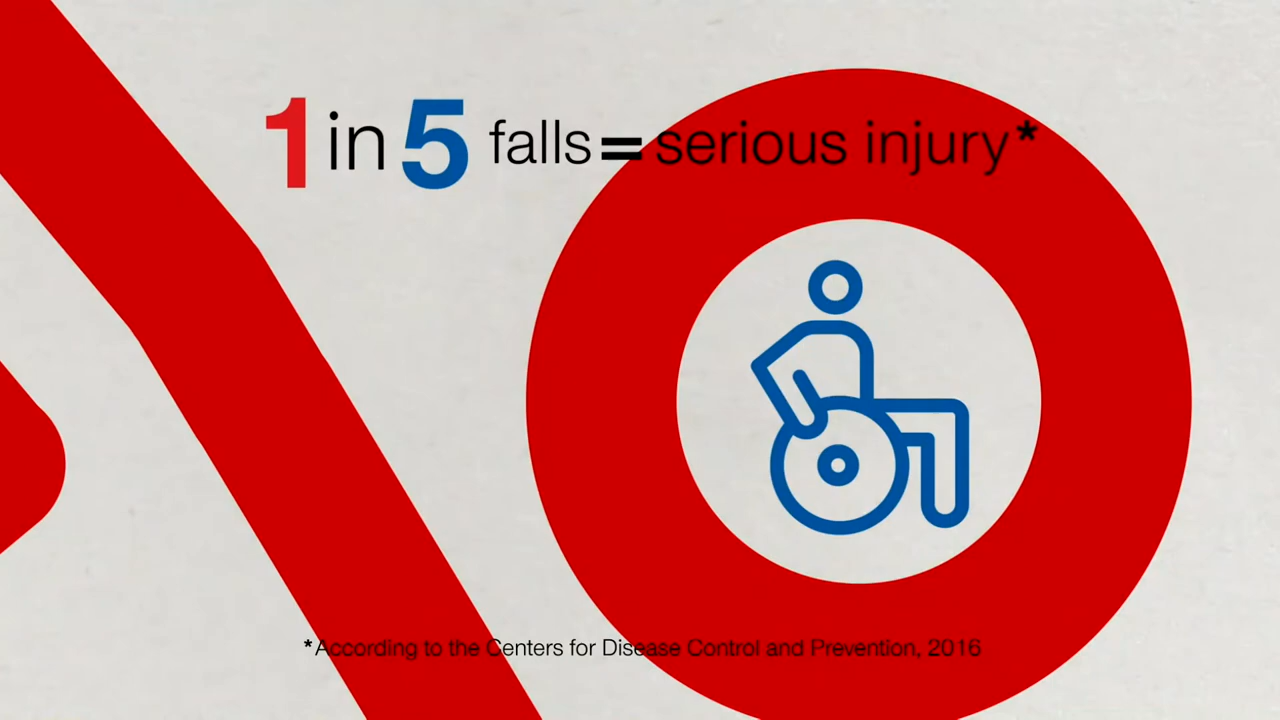 1 in 5 falls = serious injury*
*According to the Centers for Disease Control and Prevention, 2016